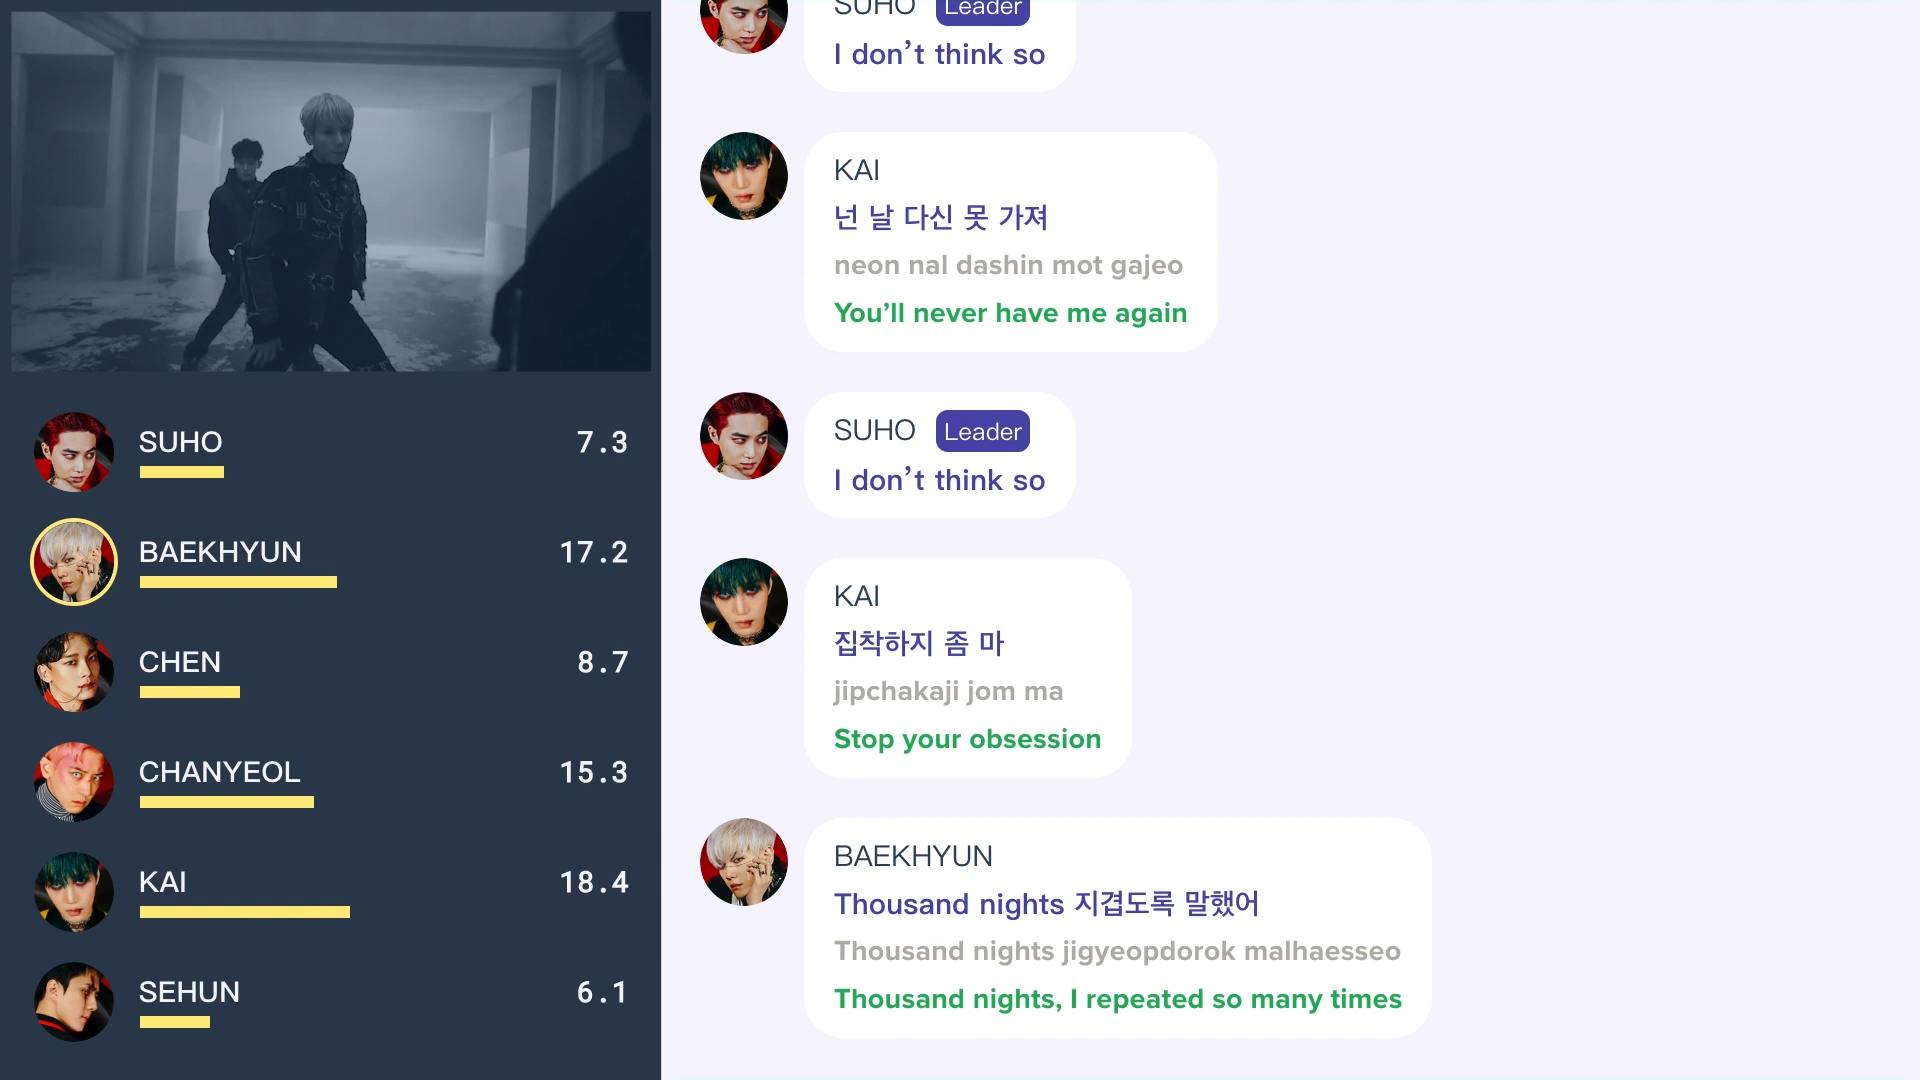 SUHO 7.3
BAEKHYUN 17.2
CHEN 8.7
CHANYEOL 15.3
KAI 18.4
SEHUN 6.1
SUHO Leader
I don’t think so
KAI
넌 날 다신 못 가져
neon nal dashin mot gajeo
You’ll never have me again
SUHO Leader
I don’t think so
KAI
집착하지 좀 마
jipchakaji jom ma
Stop your obsession
BAEKHYUN
Thousand nights 지겹도록 말했어
Thousand nights jigyeopdorok malhaesseo
Thousand nights, I repeated so many times